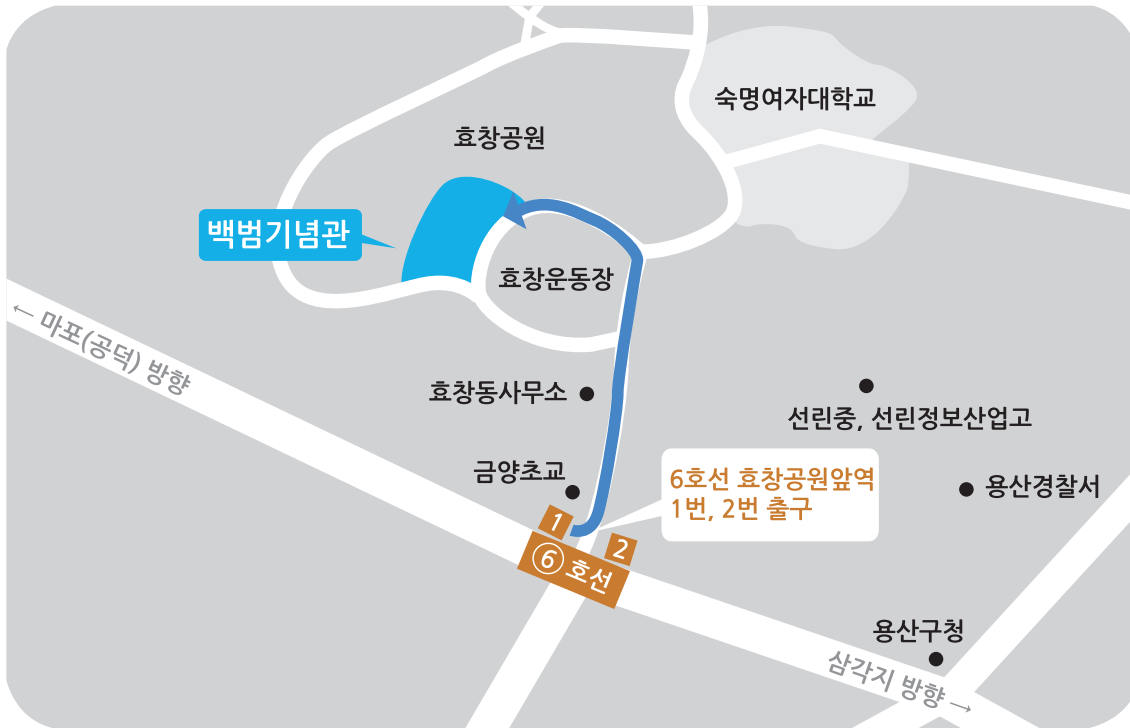 숙명여자대학교
효창공원
백범기념관
효창운동장
← 마포(공덕) 방향
효창동사무소
선린중, 선린정보산업고
금양초교
6호선 효창공원앞역
1번, 2번 출구
용산경찰서
1
2
⑥ 호선
용산구청
삼각지 방향 →